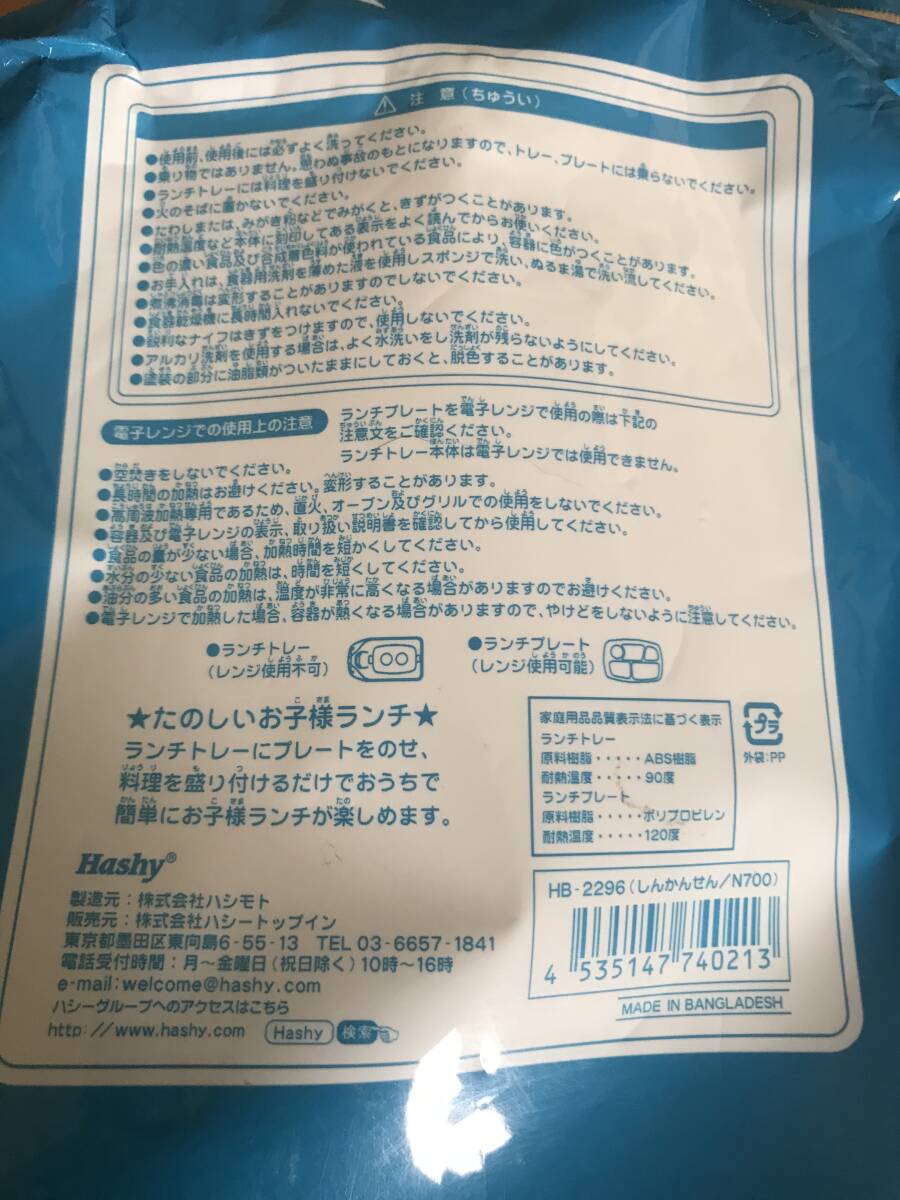 ⚠ 注 意（ちゅうい）
●使用前、使用後には必ずよく洗ってください。
●乗り物ではありません。思わぬ事故のもとになりますので、トレー、プレートには乗らないでください。
●ランチトレーには料理を盛り付けないでください。
●火のそばに置かないでください。
●たわしまたは、みがき粉などでみがくと、きずがつくことがあります。
●耐熱温度など本体に刻印してある表示をよく読んでからお使いください。
●色の濃い食品及び合成着色料が使われている食品により、容器に色がつくことがあります。
●お手入れは、食器用洗剤を薄めた液を使用しスポンジで洗い、ぬるま湯で洗い流してください。
●煮沸消毒は変形することがありますのでしないでください。
●食器乾燥機に長時間入れないでください。
●鋭利なナイフはきずをつけますので、使用しないでください。
●アルカリ洗剤を使用する場合は、よく水洗いをし洗剤が残らないようにしてください。
●塗装の部分に油脂類がついたままにしておくと、脱色することがあります。
電子レンジでの使用上の注意
ランチプレートを電子レンジで使用の際は下記の
注意文をご確認ください。
ランチトレー本体は電子レンジでは使用できません。
●空焚きをしないでください。
●長時間の加熱はお避けください。変形することがあります。
●高周波加熱専用であるため、直火、オーブン及びグリルでの使用をしないでください。
●容器及び電子レンジの表示、取り扱い説明書を確認してから使用してください。
●食品の量が少ない場合、加熱時間を短かくしてください。
●水分の少ない食品の加熱は、時間を短くしてください。
●油分の多い食品の加熱は、温度が非常に高くなる場合がありますのでお避けください。
●電子レンジで加熱した場合、容器が熱くなる場合がありますので、やけどをしないように注意してください。
●ランチトレー
（レンジ使用不可）
●ランチプレート
（レンジ使用可能）
★たのしいお子様ランチ★
ランチトレーにプレートをのせ、
料理を盛り付けるだけでおうちで
簡単にお子様ランチが楽しめます。
家庭用品品質表示法に基づく表示
ランチトレー
原料樹脂・・・・・ABS樹脂
耐熱温度・・・・・90度
ランチプレート
原料樹脂・・・・・ポリプロピレン
耐熱温度・・・・・120度
プラ
外袋:PP
Hashy®
製造元：株式会社ハシモト
販売元：株式会社ハシートップイン
東京都墨田区東向島6-55-13 TEL 03-6657-1841
電話受付時間：月～金曜日（祝日除く）10時～16時
e-mail:welcome@hashy.com
ハシーグループへのアクセスはこちら
http://www.hashy.com Hashy 検索
HB-2296（しんかんせん/N700）
4 535147 740213
MADE IN BANGLADESH